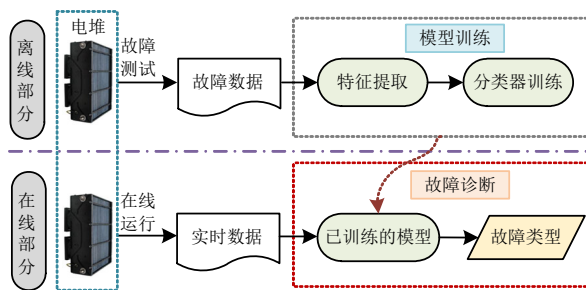 离线部分
电堆
故障
测试
故障数据
模型训练
特征提取
分类器训练
在线部分
在线
运行
实时数据
故障诊断
已训练的模型
故障类型